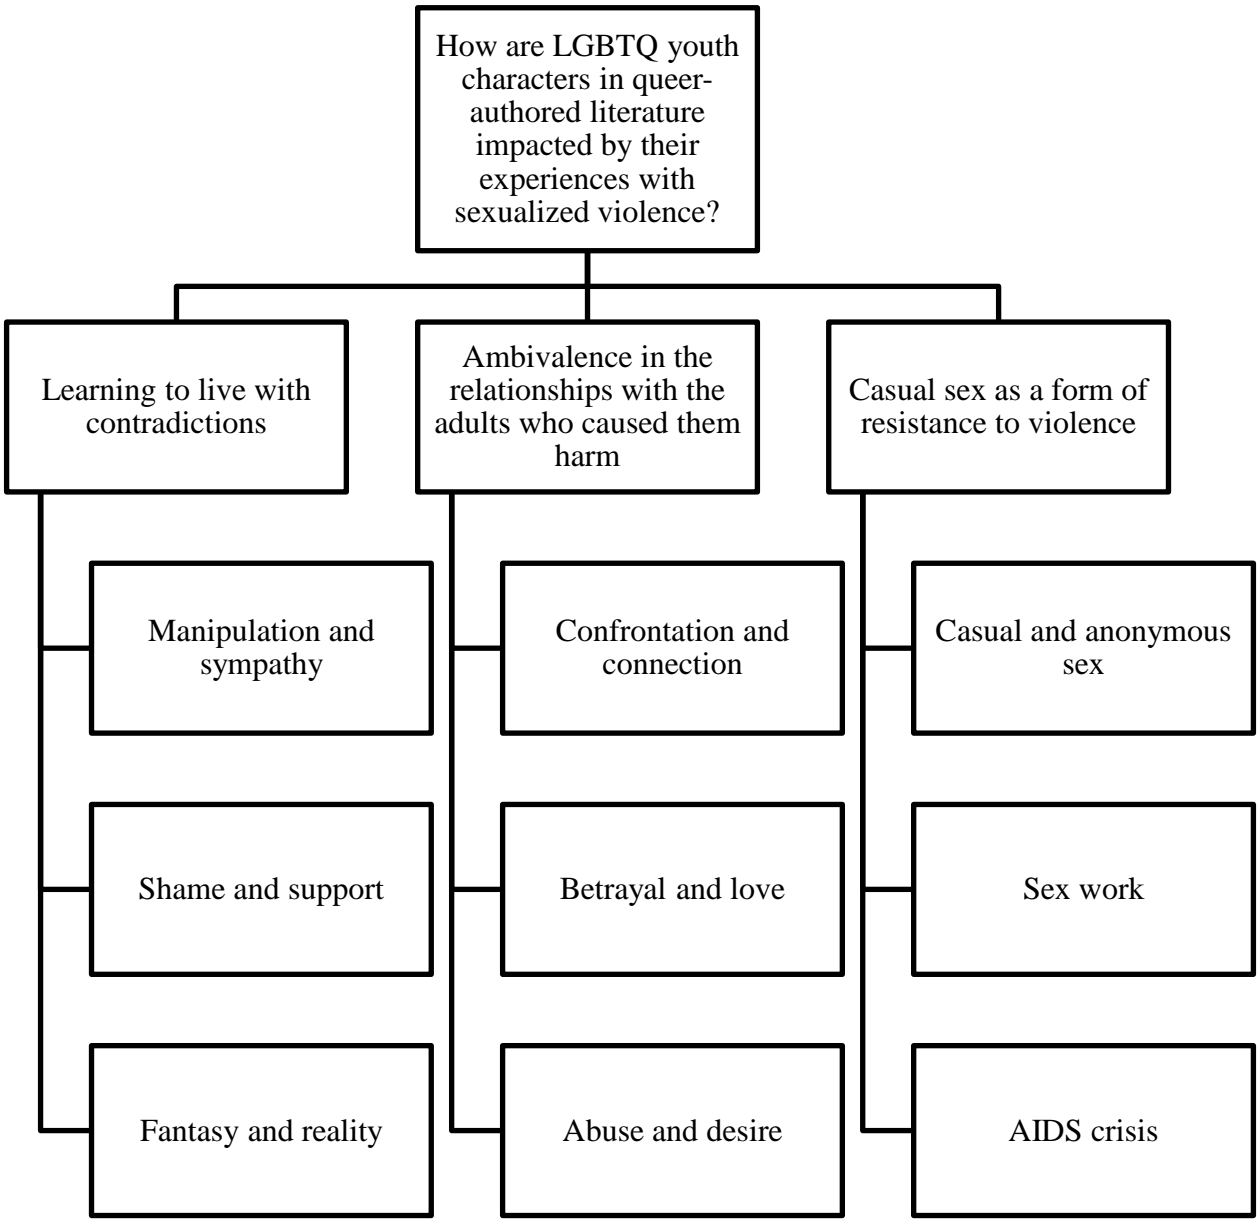 How are LGBTQ youth
characters in queer-
authored literature
impacted by their
experiences with
sexualized violence?
Learning to live with
contradictions
Manipulation and
sympathy
Shame and support
Fantasy and reality
Ambivalence in the
relationships with the
adults who caused them
harm
Confrontation and
connection
Betrayal and love
Abuse and desire
Casual sex as a form of
resistance to violence
Casual and anonymous
sex
Sex work
AIDS crisis